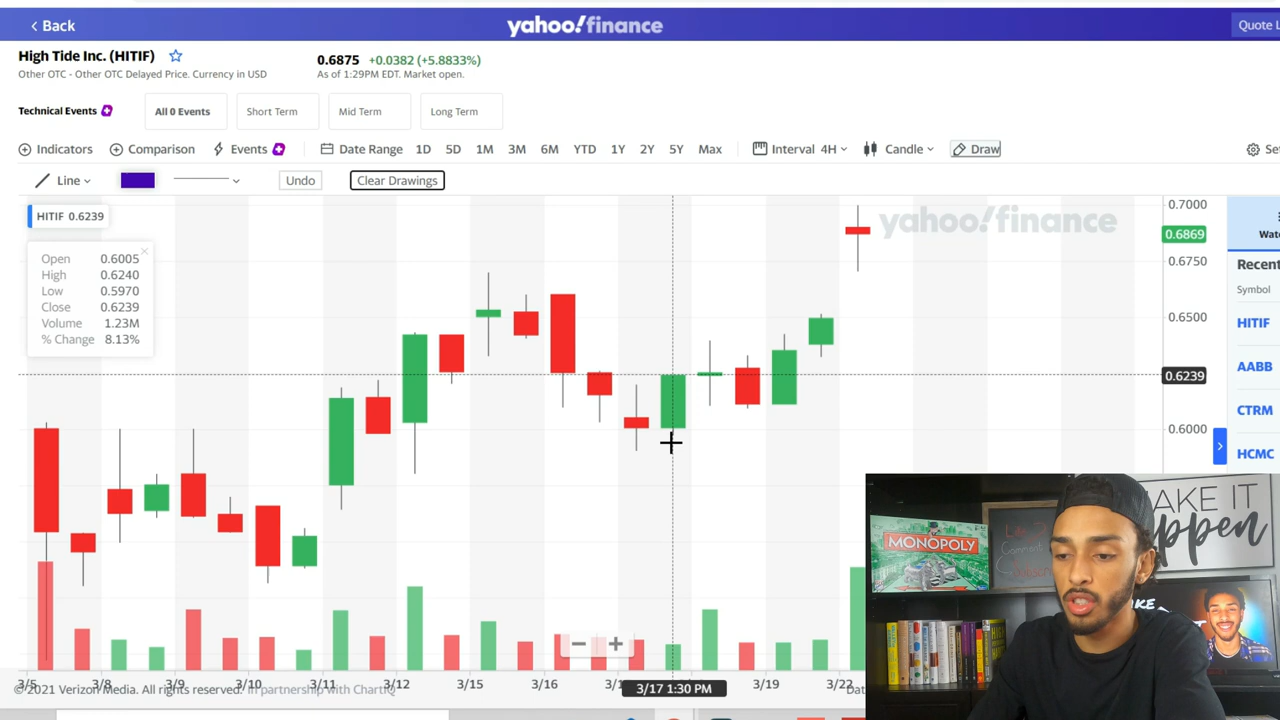 Back
yahoo!finance
Quote L
High Tide Inc. (HITIF)
Other OTC - Other OTC Delayed Price. Currency in USD
0.6875 +0.0382 (+5.8833%)
As of 1:29PM EDT. Market open.
Technical Events
All 0 Events
Short Term
Mid Term
Long Term
Indicators
Comparison
Events
Date Range
1D 5D 1M 3M 6M YTD 1Y 2Y 5Y Max
Interval 4H
Candle
Draw
Set
Line
Undo
Clear Drawings
HITIF 0.6239
Open 0.6005
High 0.6240
Low 0.5970
Close 0.6239
Volume 1.23M
% Change 8.13%
yahoo!finance
0.7000
0.6869
0.6750
0.6500
0.6239
0.6000
Wa
Recent
Symbol
HITIF
AABB
CTRM
HCMC
3/5 3/8 3/9 3/10 3/11 3/12 3/15 3/16 3/17 1:30 PM 3/19 3/22
© 2021 Verizon Media. All rights reserved. In partnership with ChartIQ
Dat
MONOPOLY
MAKE IT
happen
Comment